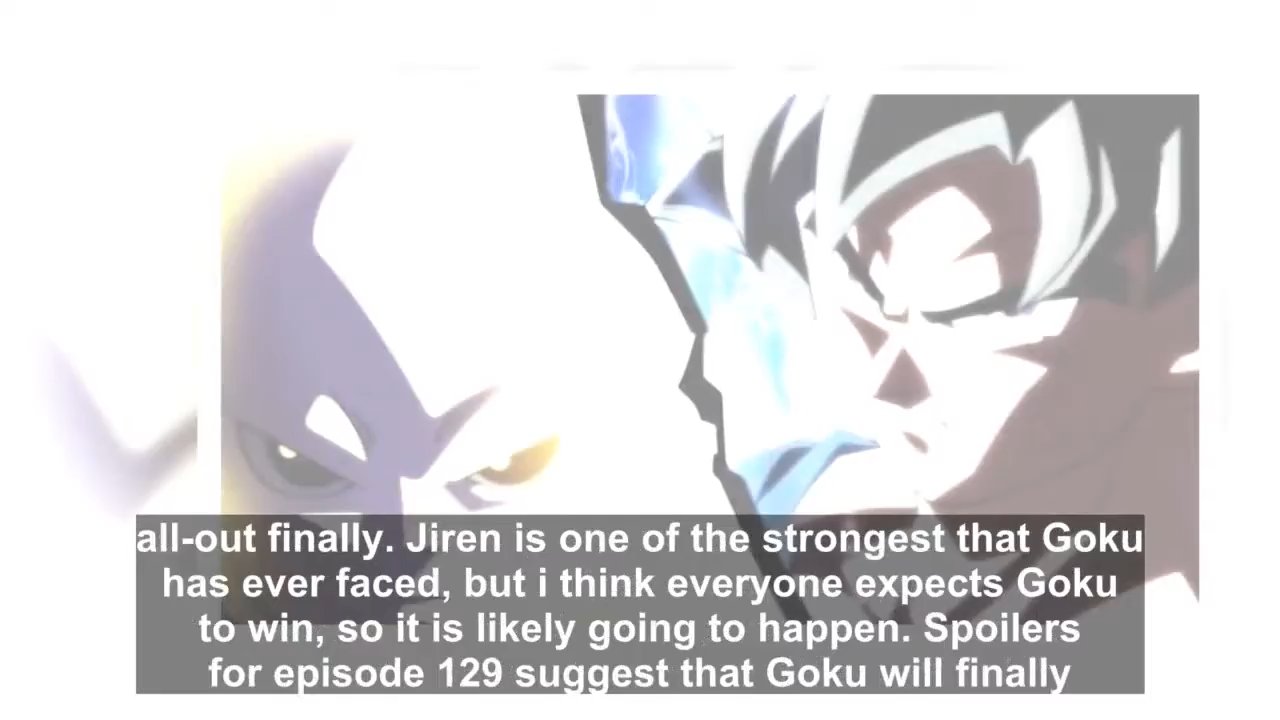 all-out finally. Jiren is one of the strongest that Goku
has ever faced, but i think everyone expects Goku
to win, so it is likely going to happen. Spoilers
for episode 129 suggest that Goku will finally